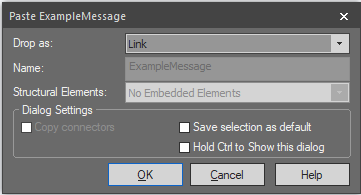 Paste ExampleMessage
Drop as: Link
Name: ExampleMessage
Structural Elements: No Embedded Elements
Dialog Settings
Copy connectors Save selection as default
Hold Ctrl to Show this dialog
OK Cancel Help